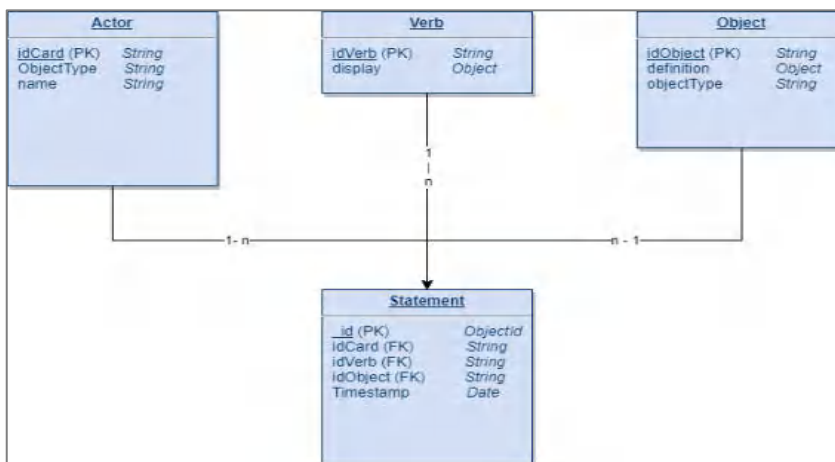 Actor
idCard (PK) String
ObjectType String
name String
Verb
idVerb (PK) String
display Object
Object
idObject (PK) String
definition Object
objectType String
1
|
n
1- n
n - 1
Statement
_id (PK) ObjectId
idCard (FK) String
idVerb (FK) String
idObject (FK) String
Timestamp Date